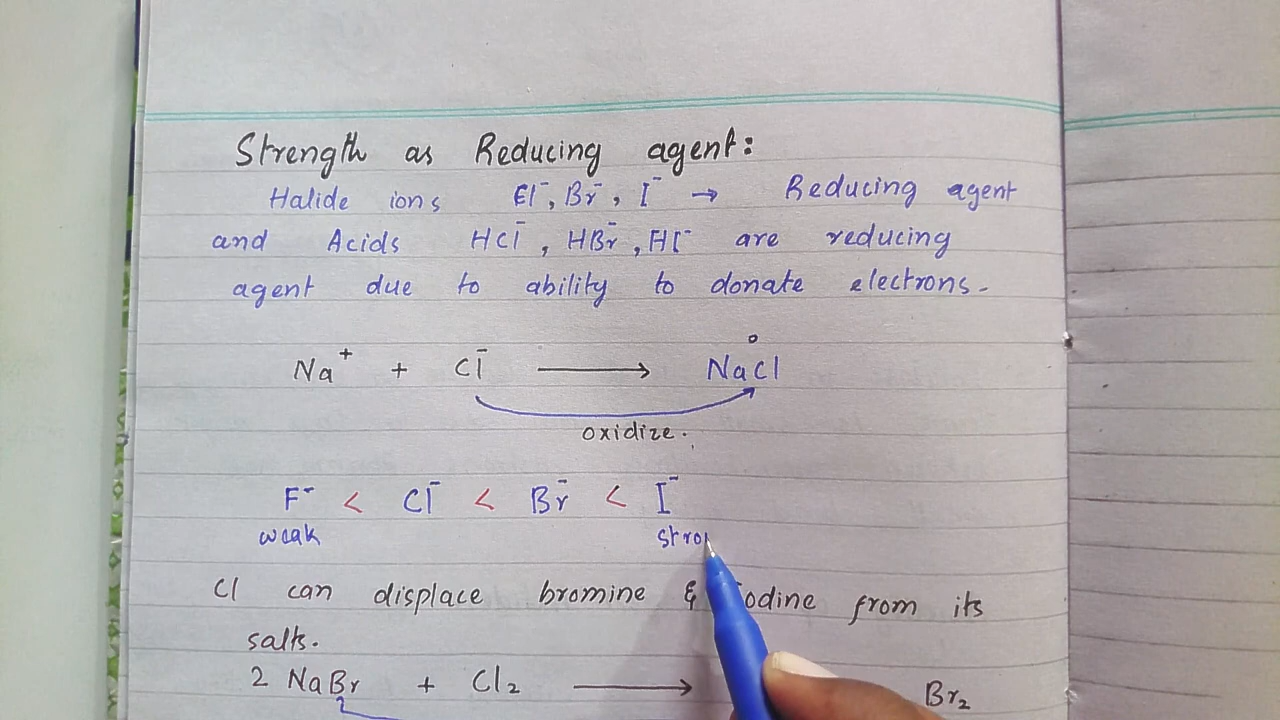 Strength as Reducing agent:
Halide ions Cl⁻, Br⁻, I⁻ → Reducing agent
and Acids HCl⁻, HBr⁻, HI⁻ are reducing
agent due to ability to donate electrons.
Na⁺ + Cl⁻ → NaCl⁰
oxidize.
F⁻ < Cl⁻ < Br⁻ < I⁻
weak stro
Cl can displace bromine & Iodine from its
salts.
2 NaBr + Cl₂ → Br₂